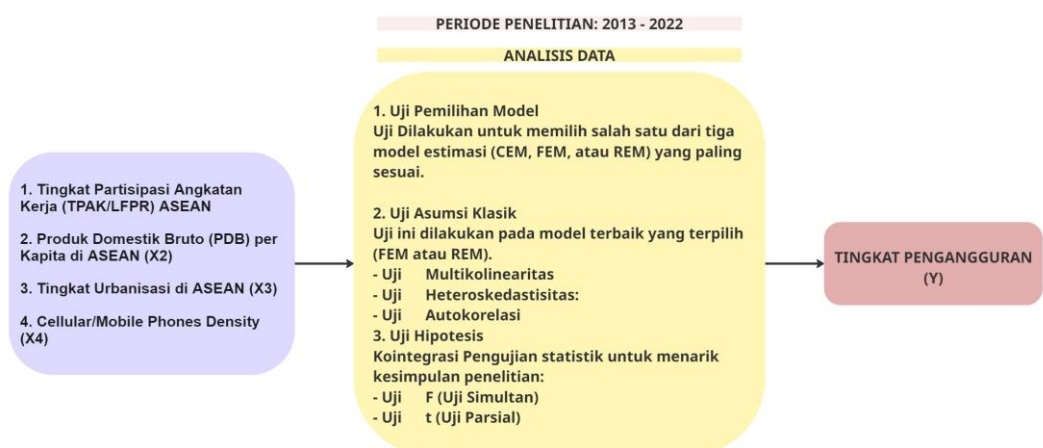 PERIODE PENELITIAN: 2013 - 2022
ANALISIS DATA
1. Tingkat Partisipasi Angkatan
Kerja (TPAK/LFPR) ASEAN
2. Produk Domestik Bruto (PDB) per
Kapita di ASEAN (X2)
3. Tingkat Urbanisasi di ASEAN (X3)
4. Cellular/Mobile Phones Density
(X4)
1. Uji Pemilihan Model
Uji Dilakukan untuk memilih salah satu dari tiga
model estimasi (CEM, FEM, atau REM) yang paling
sesuai.
2. Uji Asumsi Klasik
Uji ini dilakukan pada model terbaik yang terpilih
(FEM atau REM).
- Uji Multikolinearitas
- Uji Heteroskedastisitas:
- Uji Autokorelasi
3. Uji Hipotesis
Kointegrasi Pengujian statistik untuk menarik
kesimpulan penelitian:
- Uji F (Uji Simultan)
- Uji t (Uji Parsial)
TINGKAT PENGANGGURAN
(Y)